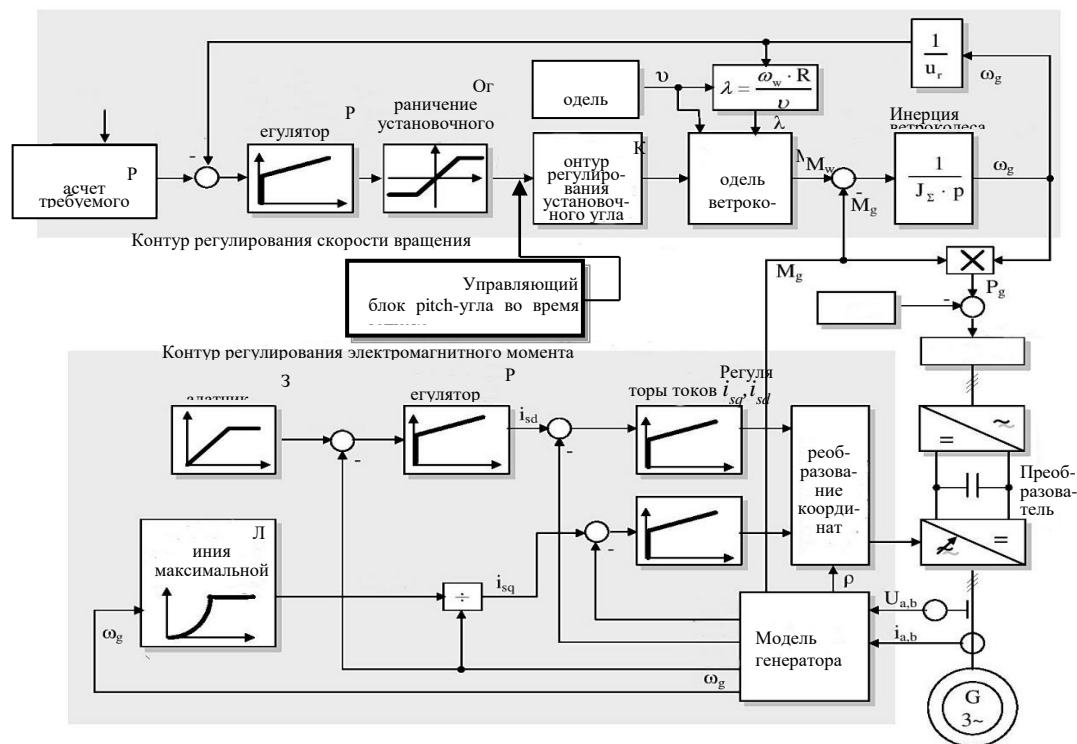 1
u_r
ω_g
υ
одель
λ = ω_w · R
υ
λ
Р
асчет
требуемого
-
Р
егулятор
Ог
раничение
установочного
К
онтур
регулиро-
вания
установоч-
ного угла
одель
ветроко-
M_w
M̄_g
Инерция
ветроколеса
1
J_Σ · p
ω_g
Контур регулирования скорости вращения
Управляющий
блок pitch-угла во время
M_g
P_g
-
Контур регулирования электромагнитного момента
З
адатчик
-
Р
егулятор
i_sd
-
Регуля
торы токов i_sq, i_sd
реоб-
разова-
ние
коорди-
нат
= ~
Преоб-
разова-
тель
~ =
Л
иния
максимальной
ω_g
÷
i_sq
-
ρ
Модель
генератора
ω_g
U_a,b
i_a,b
G
3~